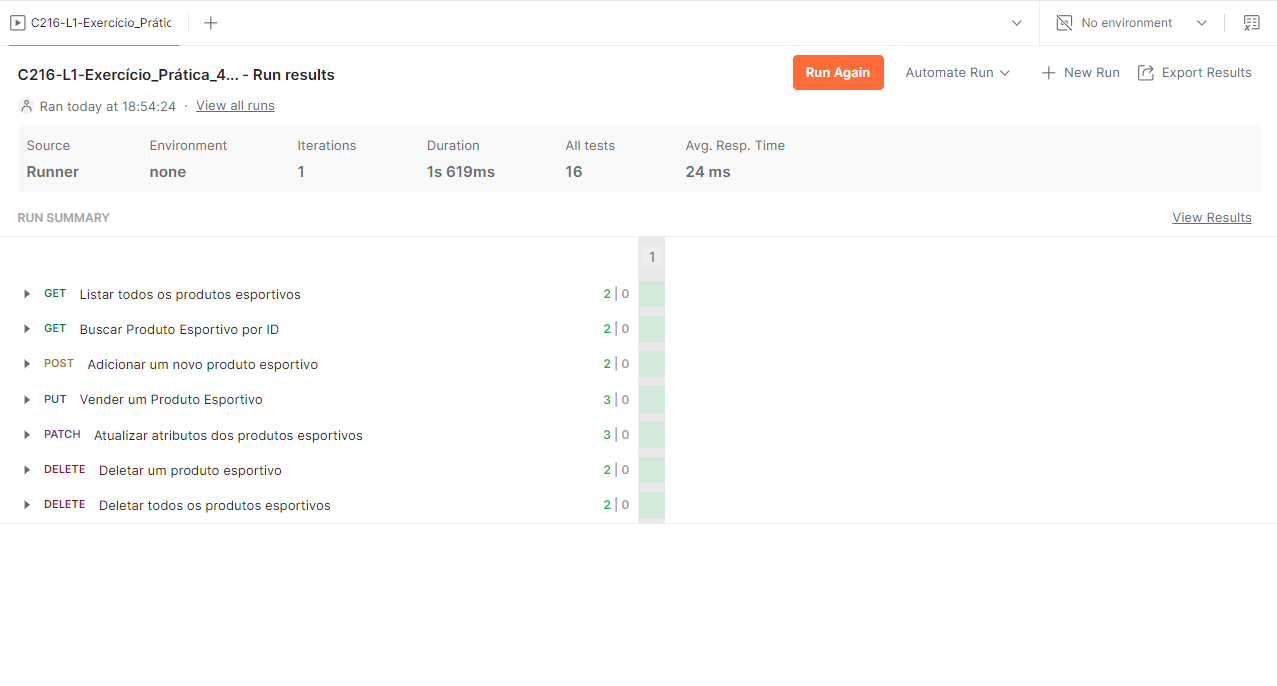 C216-L1-Exercício_Prátic
No environment
C216-L1-Exercício_Prática_4... - Run results
Run Again
Automate Run
New Run
Export Results
Ran today at 18:54:24 · View all runs
Source Environment Iterations Duration All tests Avg. Resp. Time
Runner none 1 1s 619ms 16 24 ms
RUN SUMMARY
View Results
1
GET Listar todos os produtos esportivos 2 | 0
GET Buscar Produto Esportivo por ID 2 | 0
POST Adicionar um novo produto esportivo 2 | 0
PUT Vender um Produto Esportivo 3 | 0
PATCH Atualizar atributos dos produtos esportivos 3 | 0
DELETE Deletar um produto esportivo 2 | 0
DELETE Deletar todos os produtos esportivos 2 | 0